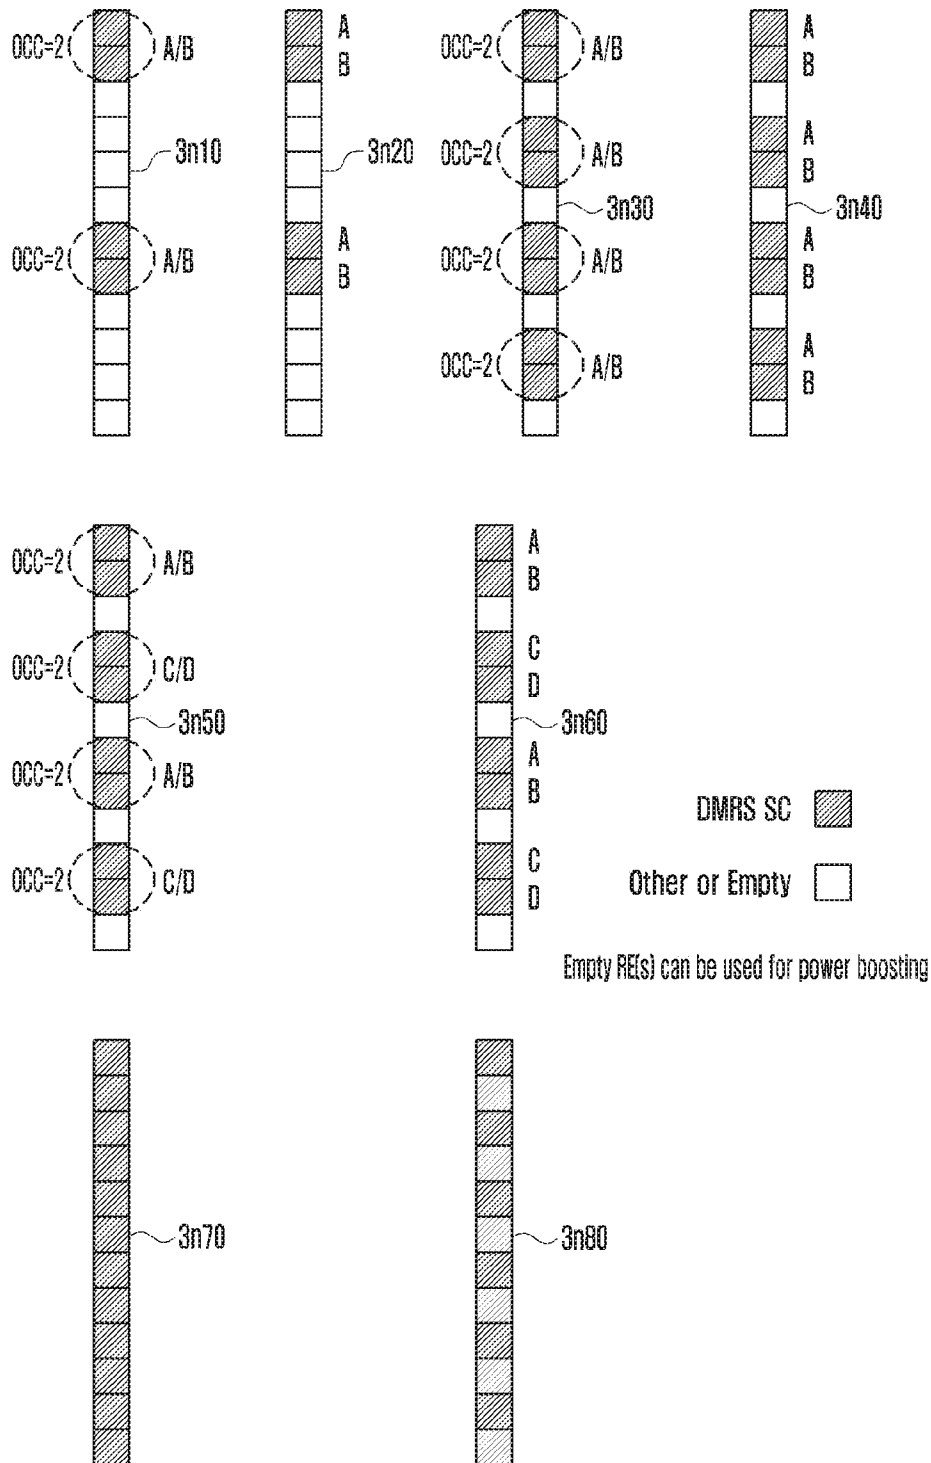 OCC=2 A/B
A
B
OCC=2 A/B
A
B
3n10
3n20
OCC=2 A/B
A
B
3n30
3n40
OCC=2 A/B
A
B
OCC=2 A/B
A
B
OCC=2 A/B
A
B
OCC=2 A/B
A
B
OCC=2 C/D
C
D
3n50
3n60
OCC=2 A/B
A
B
OCC=2 C/D
C
D
DMRS SC
Other or Empty
Empty RE(s) can be used for power boosting
3n70
3n80